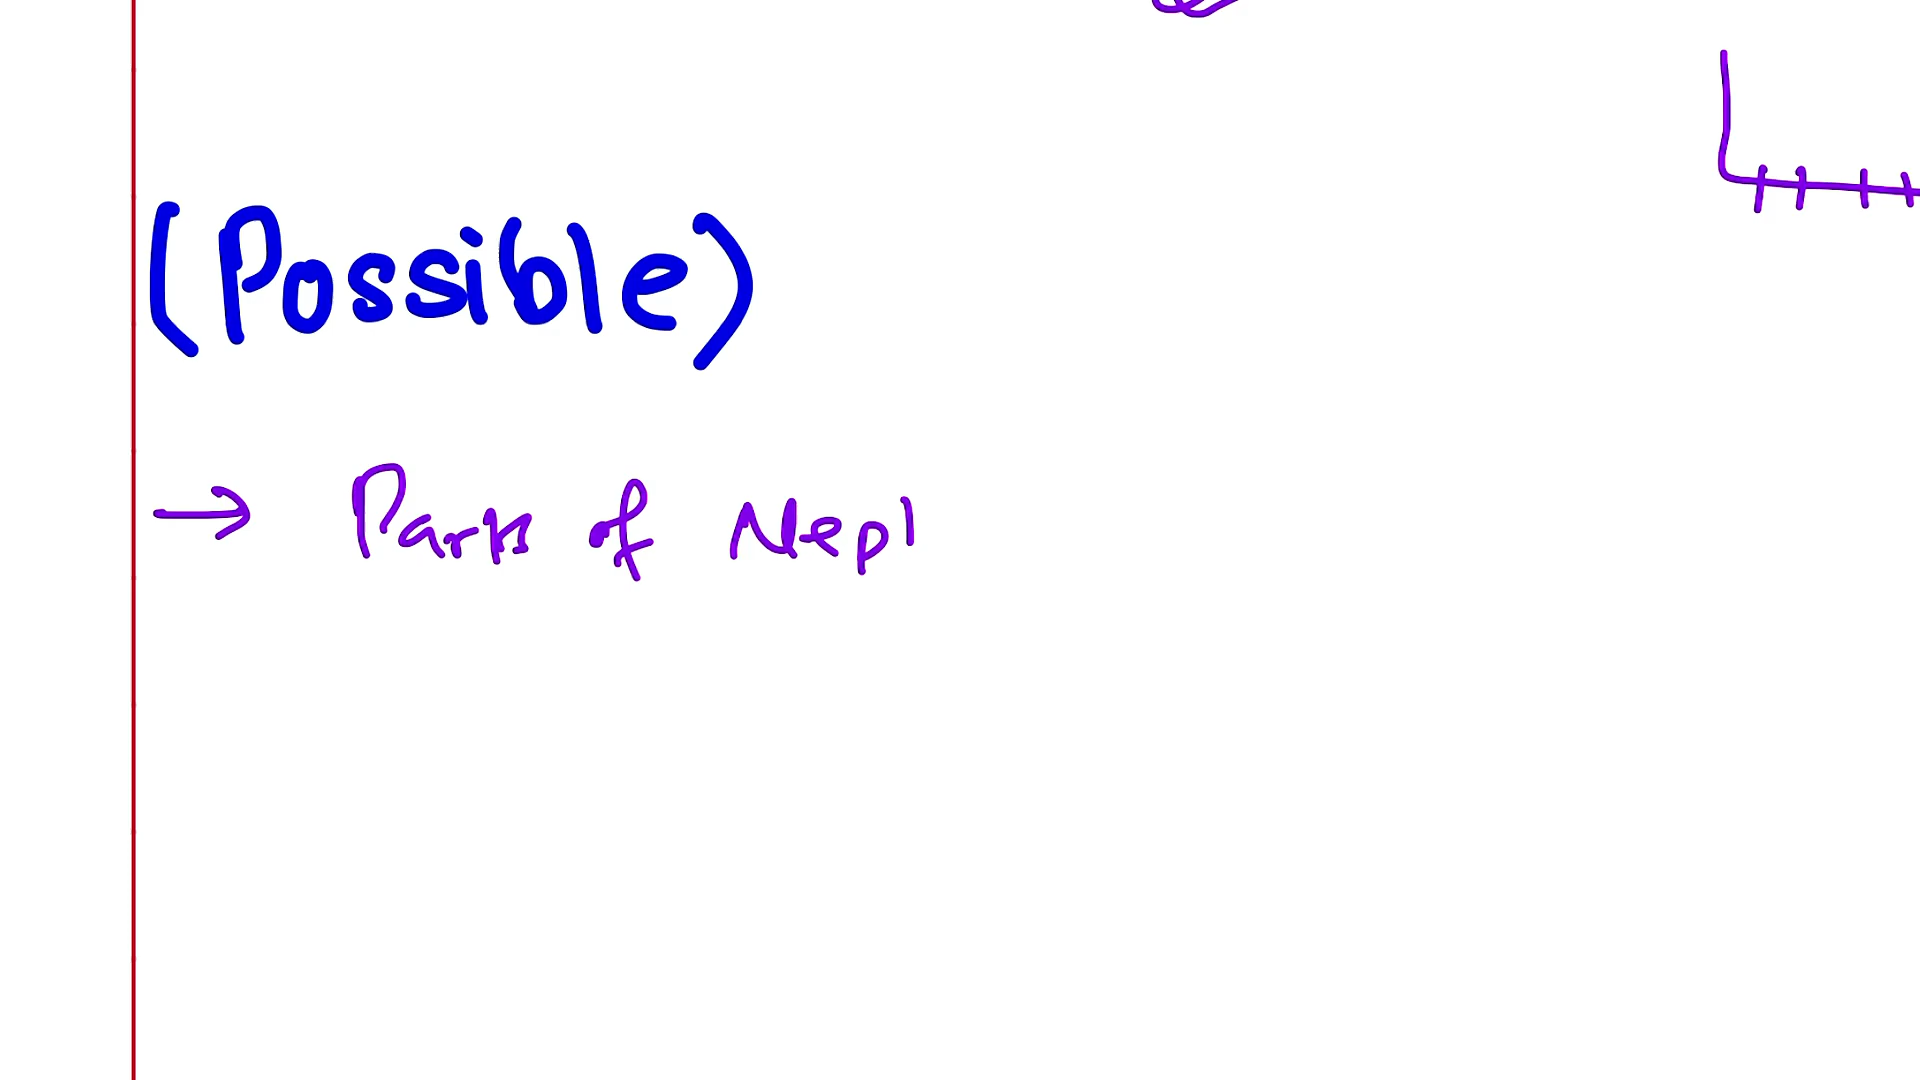 (Possible)
→ Parts of Nepl